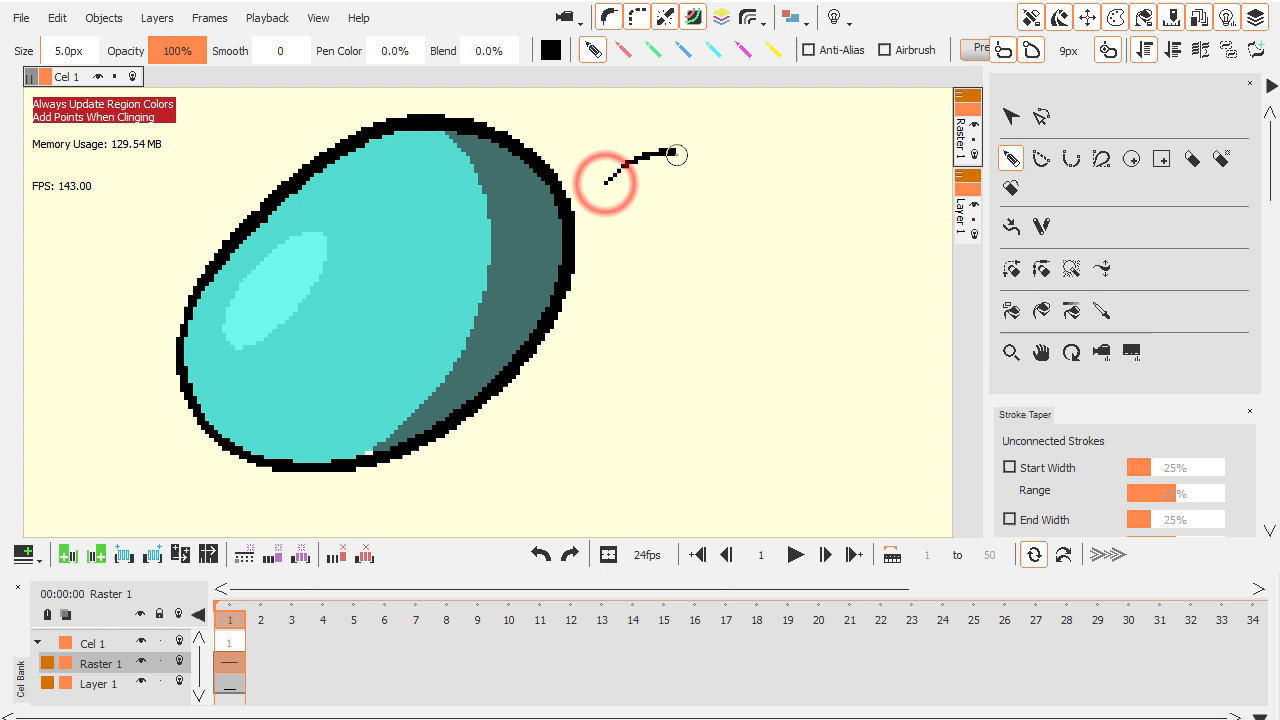 File Edit Objects Layers Frames Playback View Help
Size 5.0px Opacity 100% Smooth 0 Pen Color 0.0% Blend 0.0% Anti-Alias Airbrush Pre 9px
Cel 1
Always Update Region Colors
Add Points When Clinging
Memory Usage: 129.54 MB
FPS: 143.00
Raster 1
Layer 1
Stroke Taper
Unconnected Strokes
Start Width 25%
Range
End Width 25%
24fps 1 1 to 50
00:00:00 Raster 1
1 2 3 4 5 6 7 8 9 10 11 12 13 14 15 16 17 18 19 20 21 22 23 24 25 26 27 28 29 30 31 32 33 34
Cel 1 1
Raster 1
Layer 1
Cel Bank